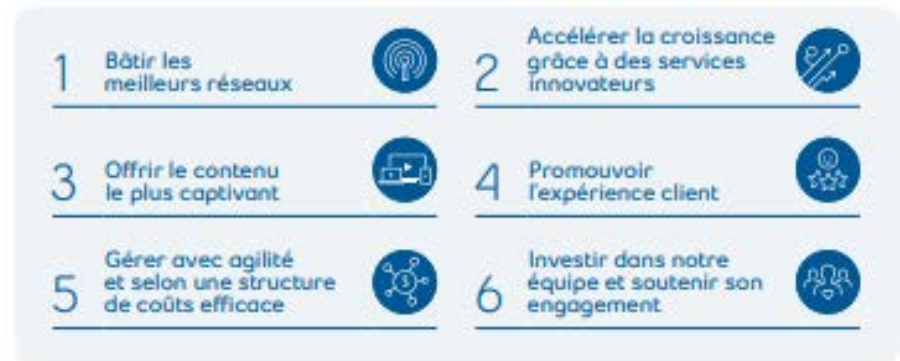 1 Bâtir les
meilleurs réseaux
2 Accélérer la croissance
grâce à des services
innovateurs
3 Offrir le contenu
le plus captivant
4 Promouvoir
l'expérience client
5 Gérer avec agilité
et selon une structure
de coûts efficace
6 Investir dans notre
équipe et soutenir son
engagement